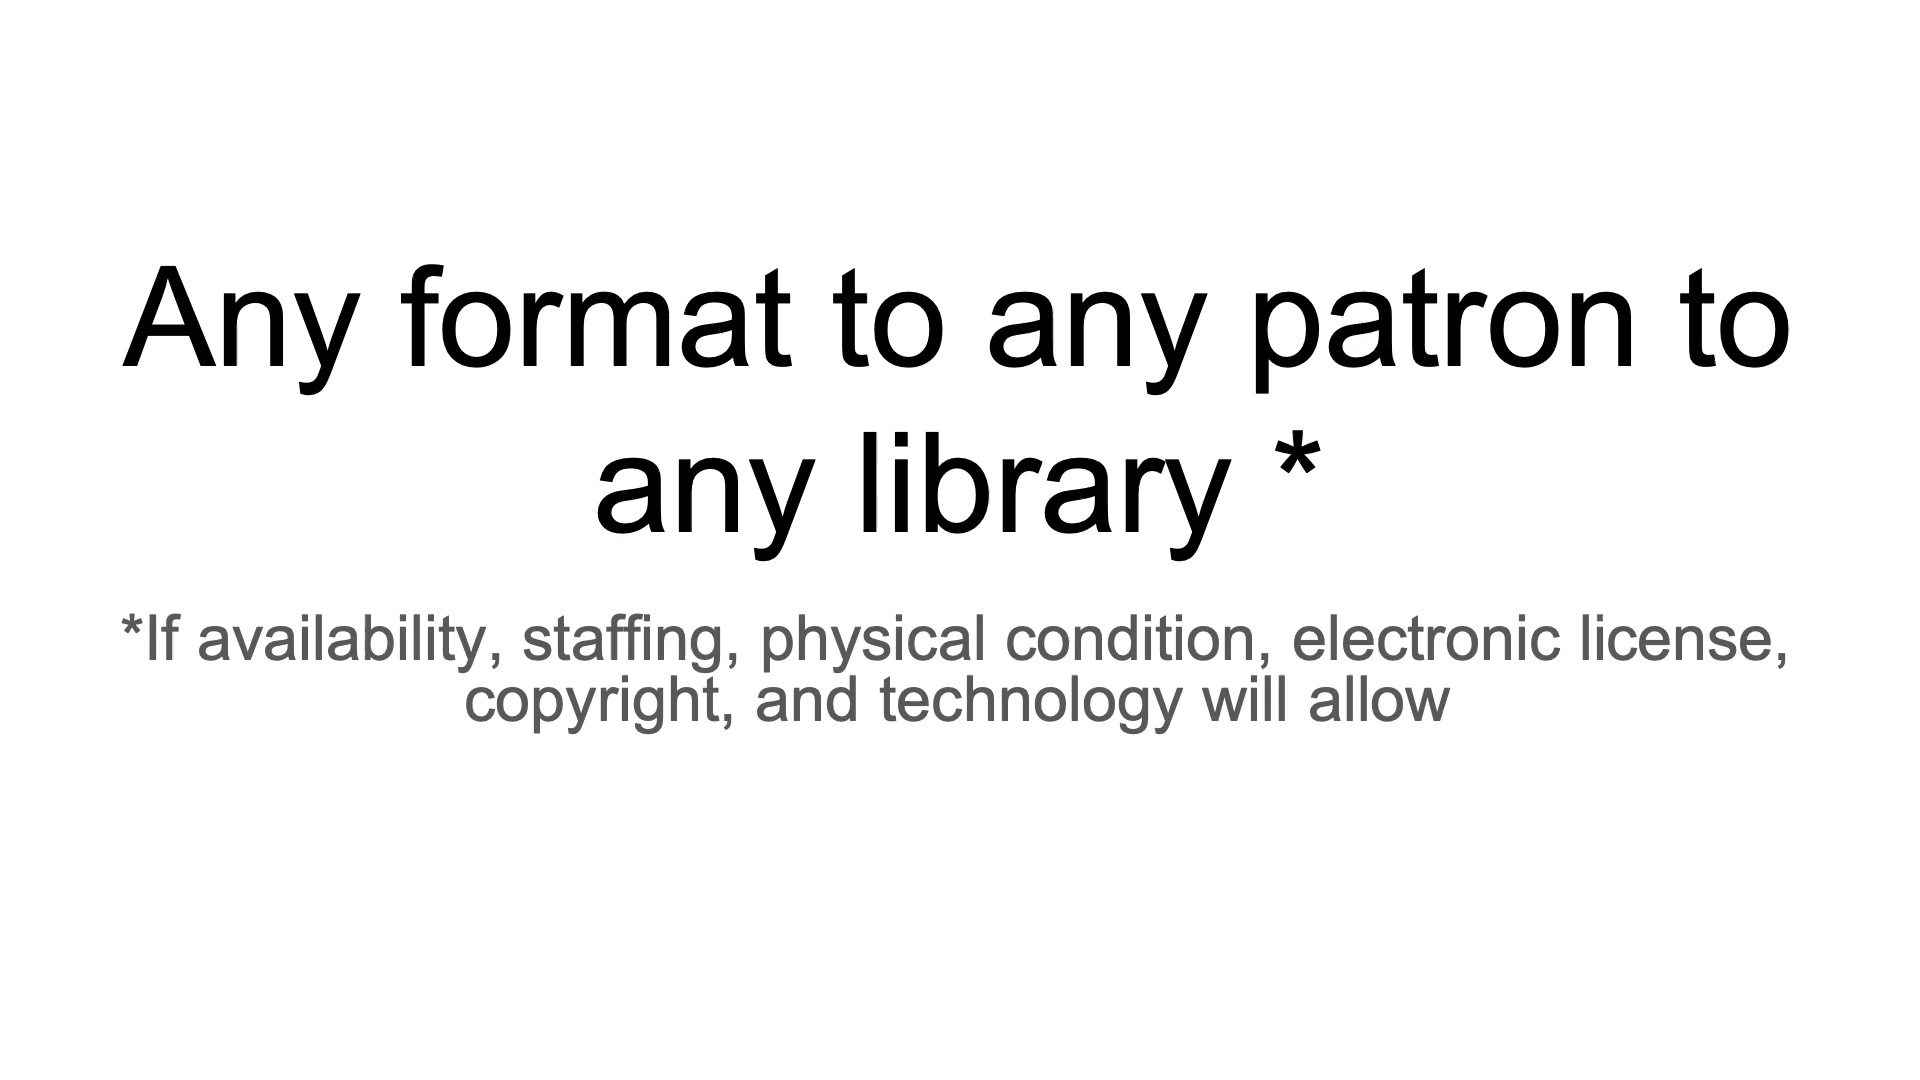 Any format to any patron to
any library *
*If availability, staffing, physical condition, electronic license,
copyright, and technology will allow